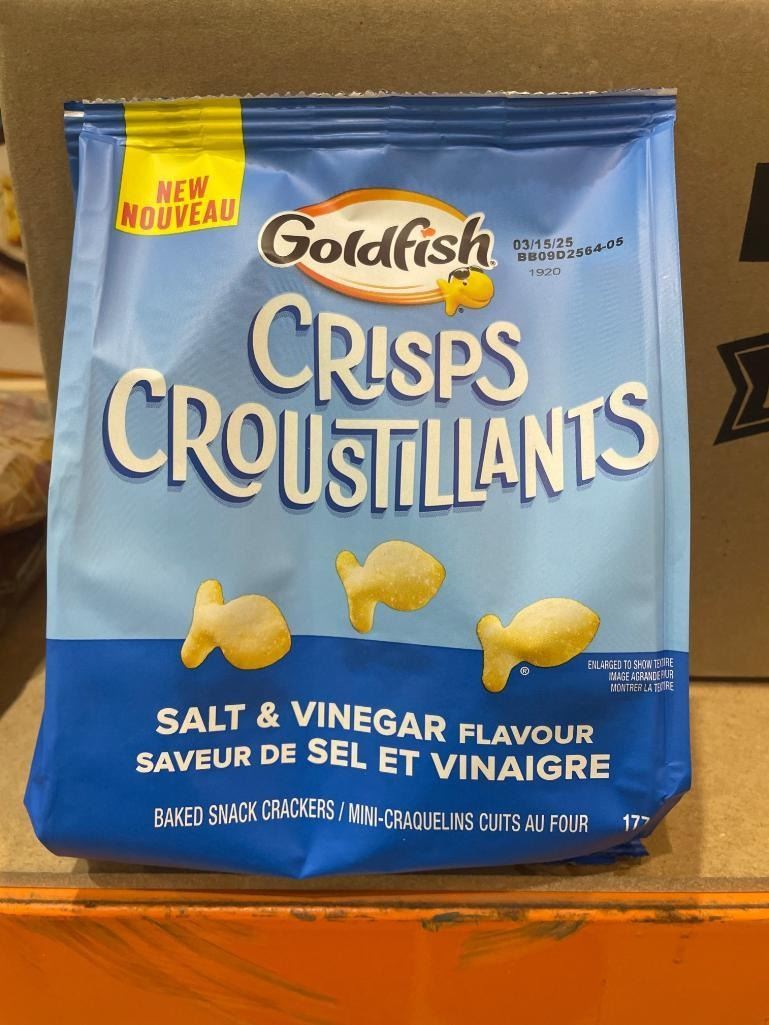 NEW
NOUVEAU
Goldfish
03/15/25
BB09D2564-05
1920
CRISPS
CROUSTILLANTS
®
ENLARGED TO SHOW TEXTURE
IMAGE AGRANDIE POUR
MONTRER LA TEXTURE
SALT & VINEGAR FLAVOUR
SAVEUR DE SEL ET VINAIGRE
BAKED SNACK CRACKERS / MINI-CRAQUELINS CUITS AU FOUR